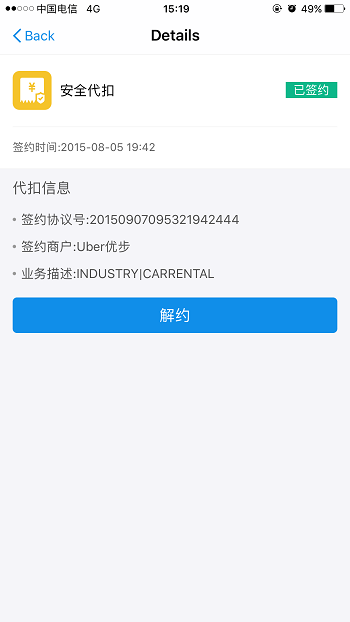 中国电信 4G 15:19 49%
Back Details
安全代扣 已签约
签约时间:2015-08-05 19:42
代扣信息
签约协议号:20150907095321942444
签约商户:Uber优步
业务描述:INDUSTRY|CARRENTAL
解约